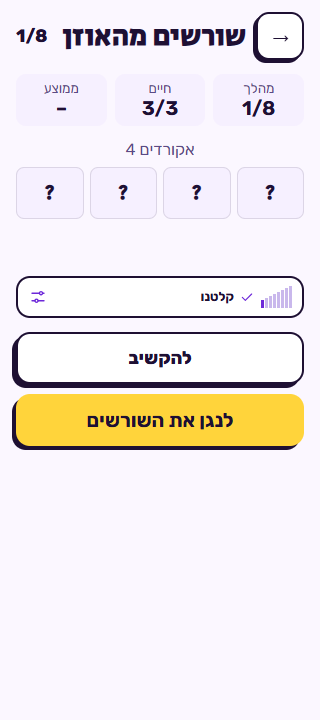 → שורשים מהאוזן 1/8
מהלך חיים ממוצע
1/8 3/3 –
4 אקורדים
? ? ? ?
קלטנו
להקשיב
לנגן את השורשים